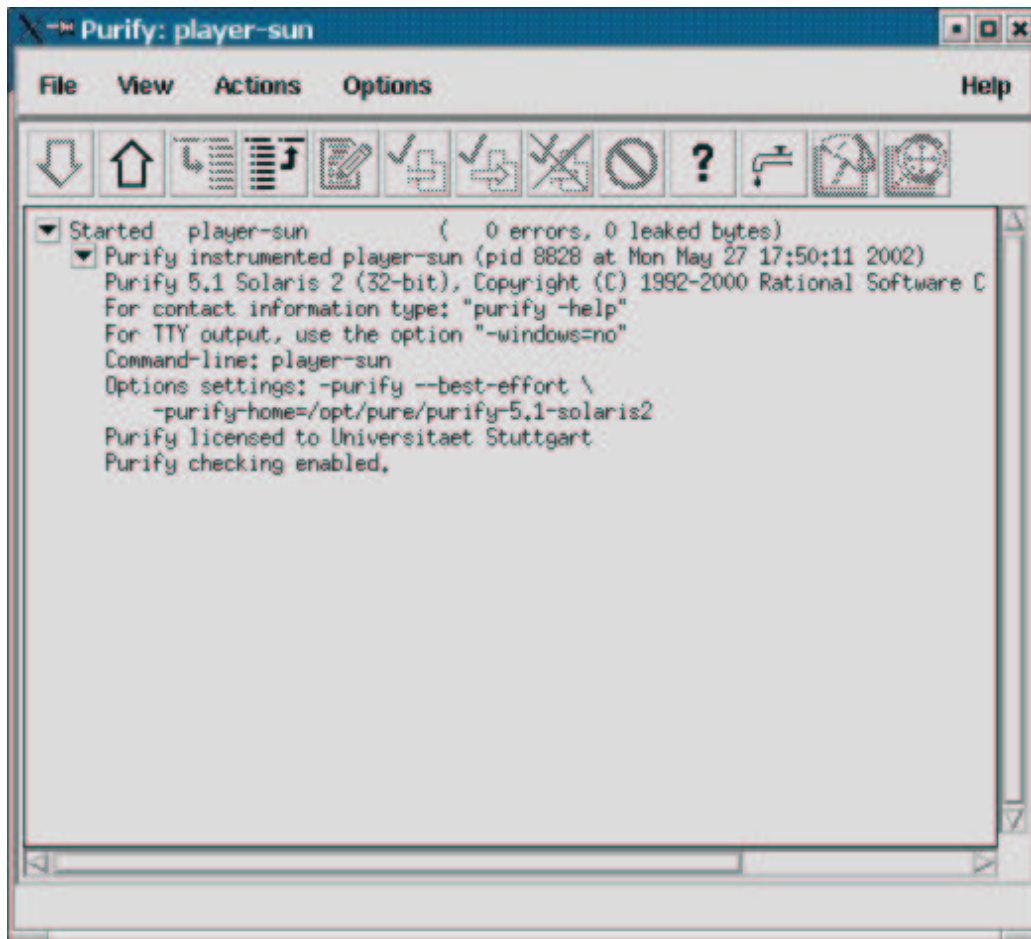 Purify: player-sun
File View Actions Options Help
?
Started player-sun ( 0 errors, 0 leaked bytes)
Purify instrumented player-sun (pid 8828 at Mon May 27 17:50:11 2002)
Purify 5.1 Solaris 2 (32-bit), Copyright (C) 1992-2000 Rational Software C
For contact information type: "purify -help"
For TTY output, use the option "-windows=no"
Command-line: player-sun
Options settings: -purify --best-effort \
-purify-home=/opt/pure/purify-5.1-solaris2
Purify licensed to Universitaet Stuttgart
Purify checking enabled.